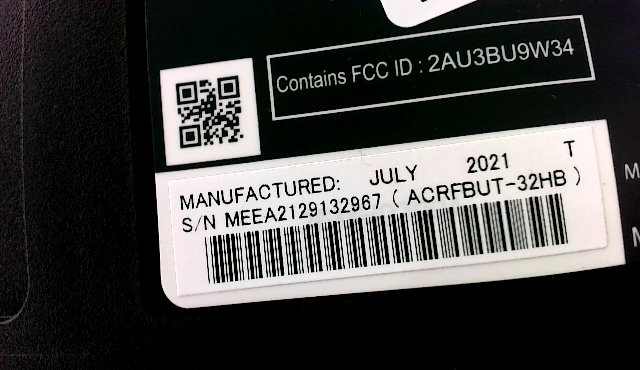 Contains FCC ID : 2AU3BU9W34
MANUFACTURED: JULY 2021 T
S/N MEEA2129132967 ( ACRFBUT-32HB )
M
M